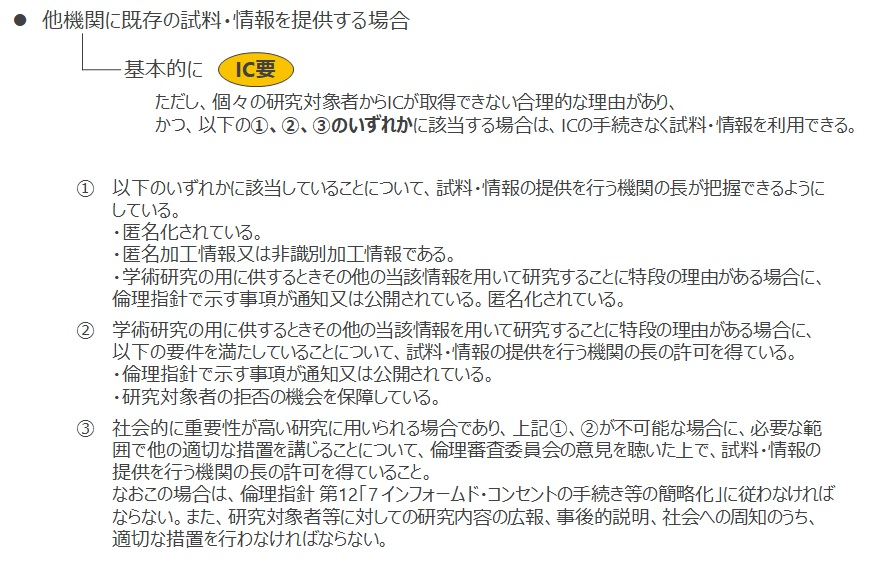 ● 他機関に既存の試料・情報を提供する場合
基本的に IC要
ただし、個々の研究対象者からICが取得できない合理的な理由があり、
かつ、以下の①、②、③のいずれかに該当する場合は、ICの手続きなく試料・情報を利用できる。
① 以下のいずれかに該当していることについて、試料・情報の提供を行う機関の長が把握できるように
している。
・匿名化されている。
・匿名加工情報又は非識別加工情報である。
・学術研究の用に供するときその他の当該情報を用いて研究することに特段の理由がある場合に、
倫理指針で示す事項が通知又は公開されている。匿名化されている。
② 学術研究の用に供するときその他の当該情報を用いて研究することに特段の理由がある場合に、
以下の要件を満たしていることについて、試料・情報の提供を行う機関の長の許可を得ている。
・倫理指針で示す事項が通知又は公開されている。
・研究対象者の拒否の機会を保障している。
③ 社会的に重要性が高い研究に用いられる場合であり、上記①、②が不可能な場合に、必要な範
囲で他の適切な措置を講じることについて、倫理審査委員会の意見を聴いた上で、試料・情報の
提供を行う機関の長の許可を得ていること。
なおこの場合は、倫理指針 第12「7 インフォームド・コンセントの手続き等の簡略化」に従わなければ
ならない。また、研究対象者等に対しての研究内容の広報、事後的説明、社会への周知のうち、
適切な措置を行わなければならない。